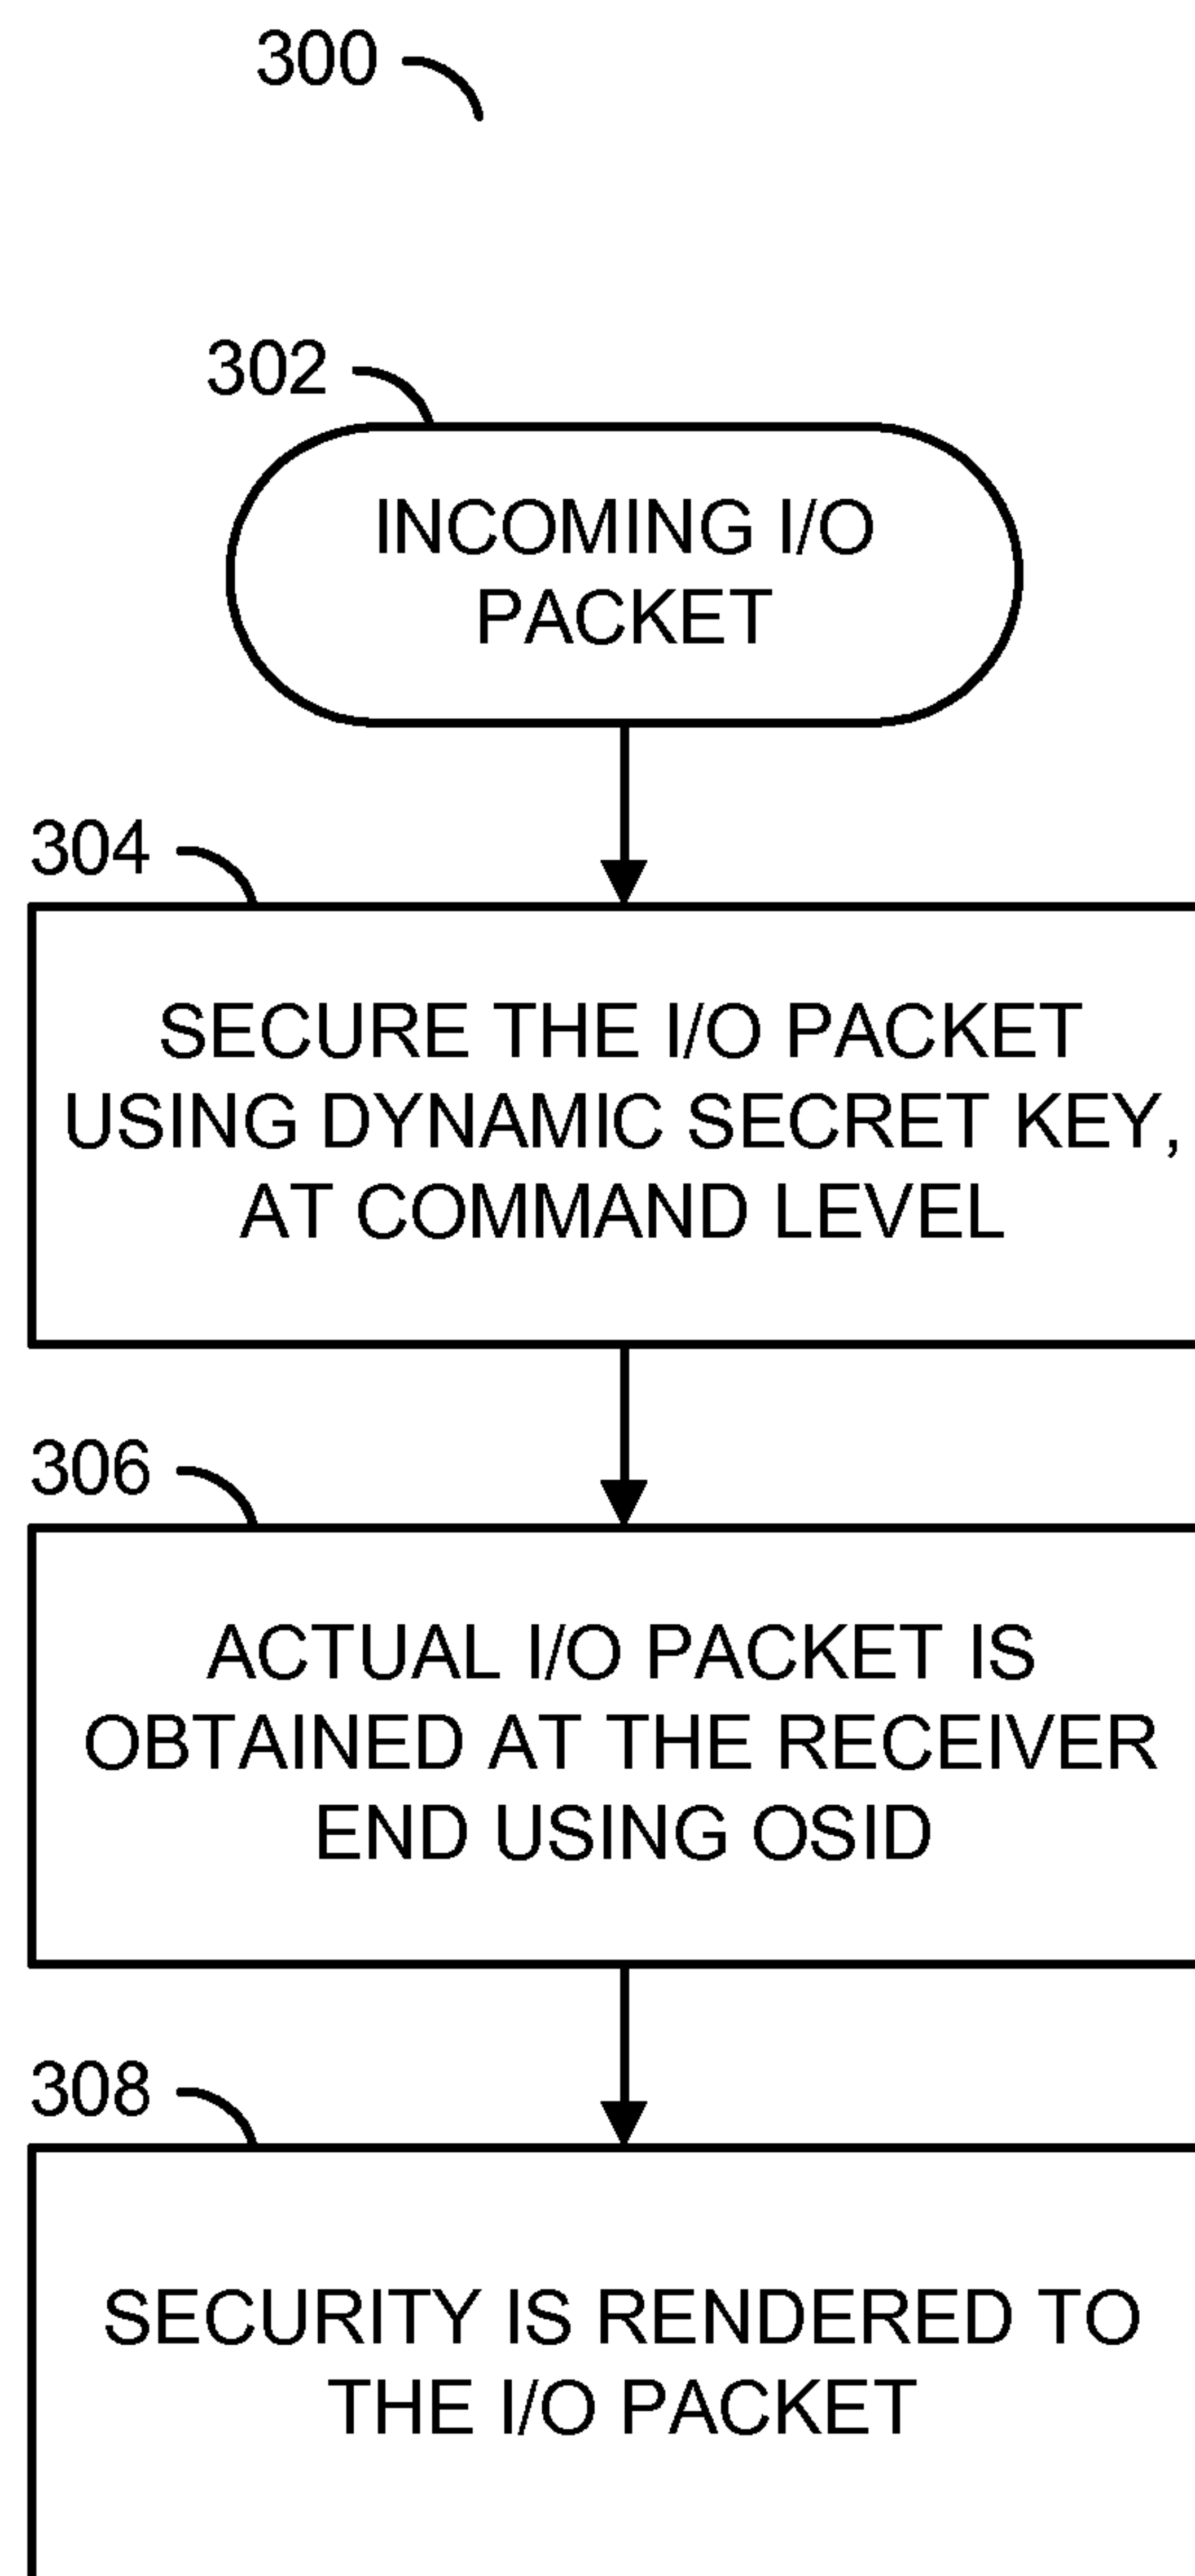 300
302
INCOMING I/O
PACKET
304
SECURE THE I/O PACKET
USING DYNAMIC SECRET KEY,
AT COMMAND LEVEL
306
ACTUAL I/O PACKET IS
OBTAINED AT THE RECEIVER
END USING OSID
308
SECURITY IS RENDERED TO
THE I/O PACKET